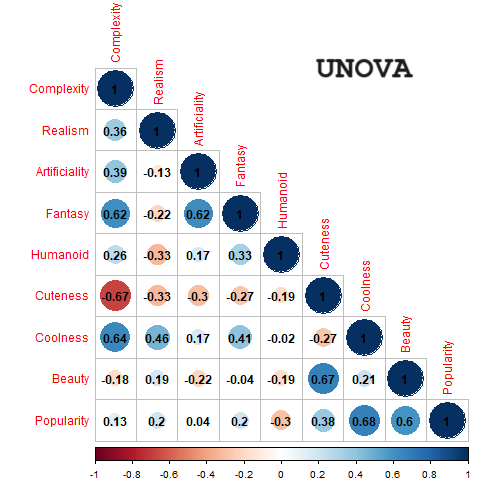 UNOVA
Complexity
Realism
Artificiality
Fantasy
Humanoid
Cuteness
Coolness
Beauty
Popularity
Complexity 1
Realism 0.36 1
Artificiality 0.39 -0.13 1
Fantasy 0.62 -0.22 0.62 1
Humanoid 0.26 -0.33 0.17 0.33 1
Cuteness -0.67 -0.33 -0.3 -0.27 -0.19 1
Coolness 0.64 0.46 0.17 0.41 -0.02 -0.27 1
Beauty -0.18 0.19 -0.22 -0.04 -0.19 0.67 0.21 1
Popularity 0.13 0.2 0.04 0.2 -0.3 0.38 0.68 0.6 1
-1 -0.8 -0.6 -0.4 -0.2 0 0.2 0.4 0.6 0.8 1